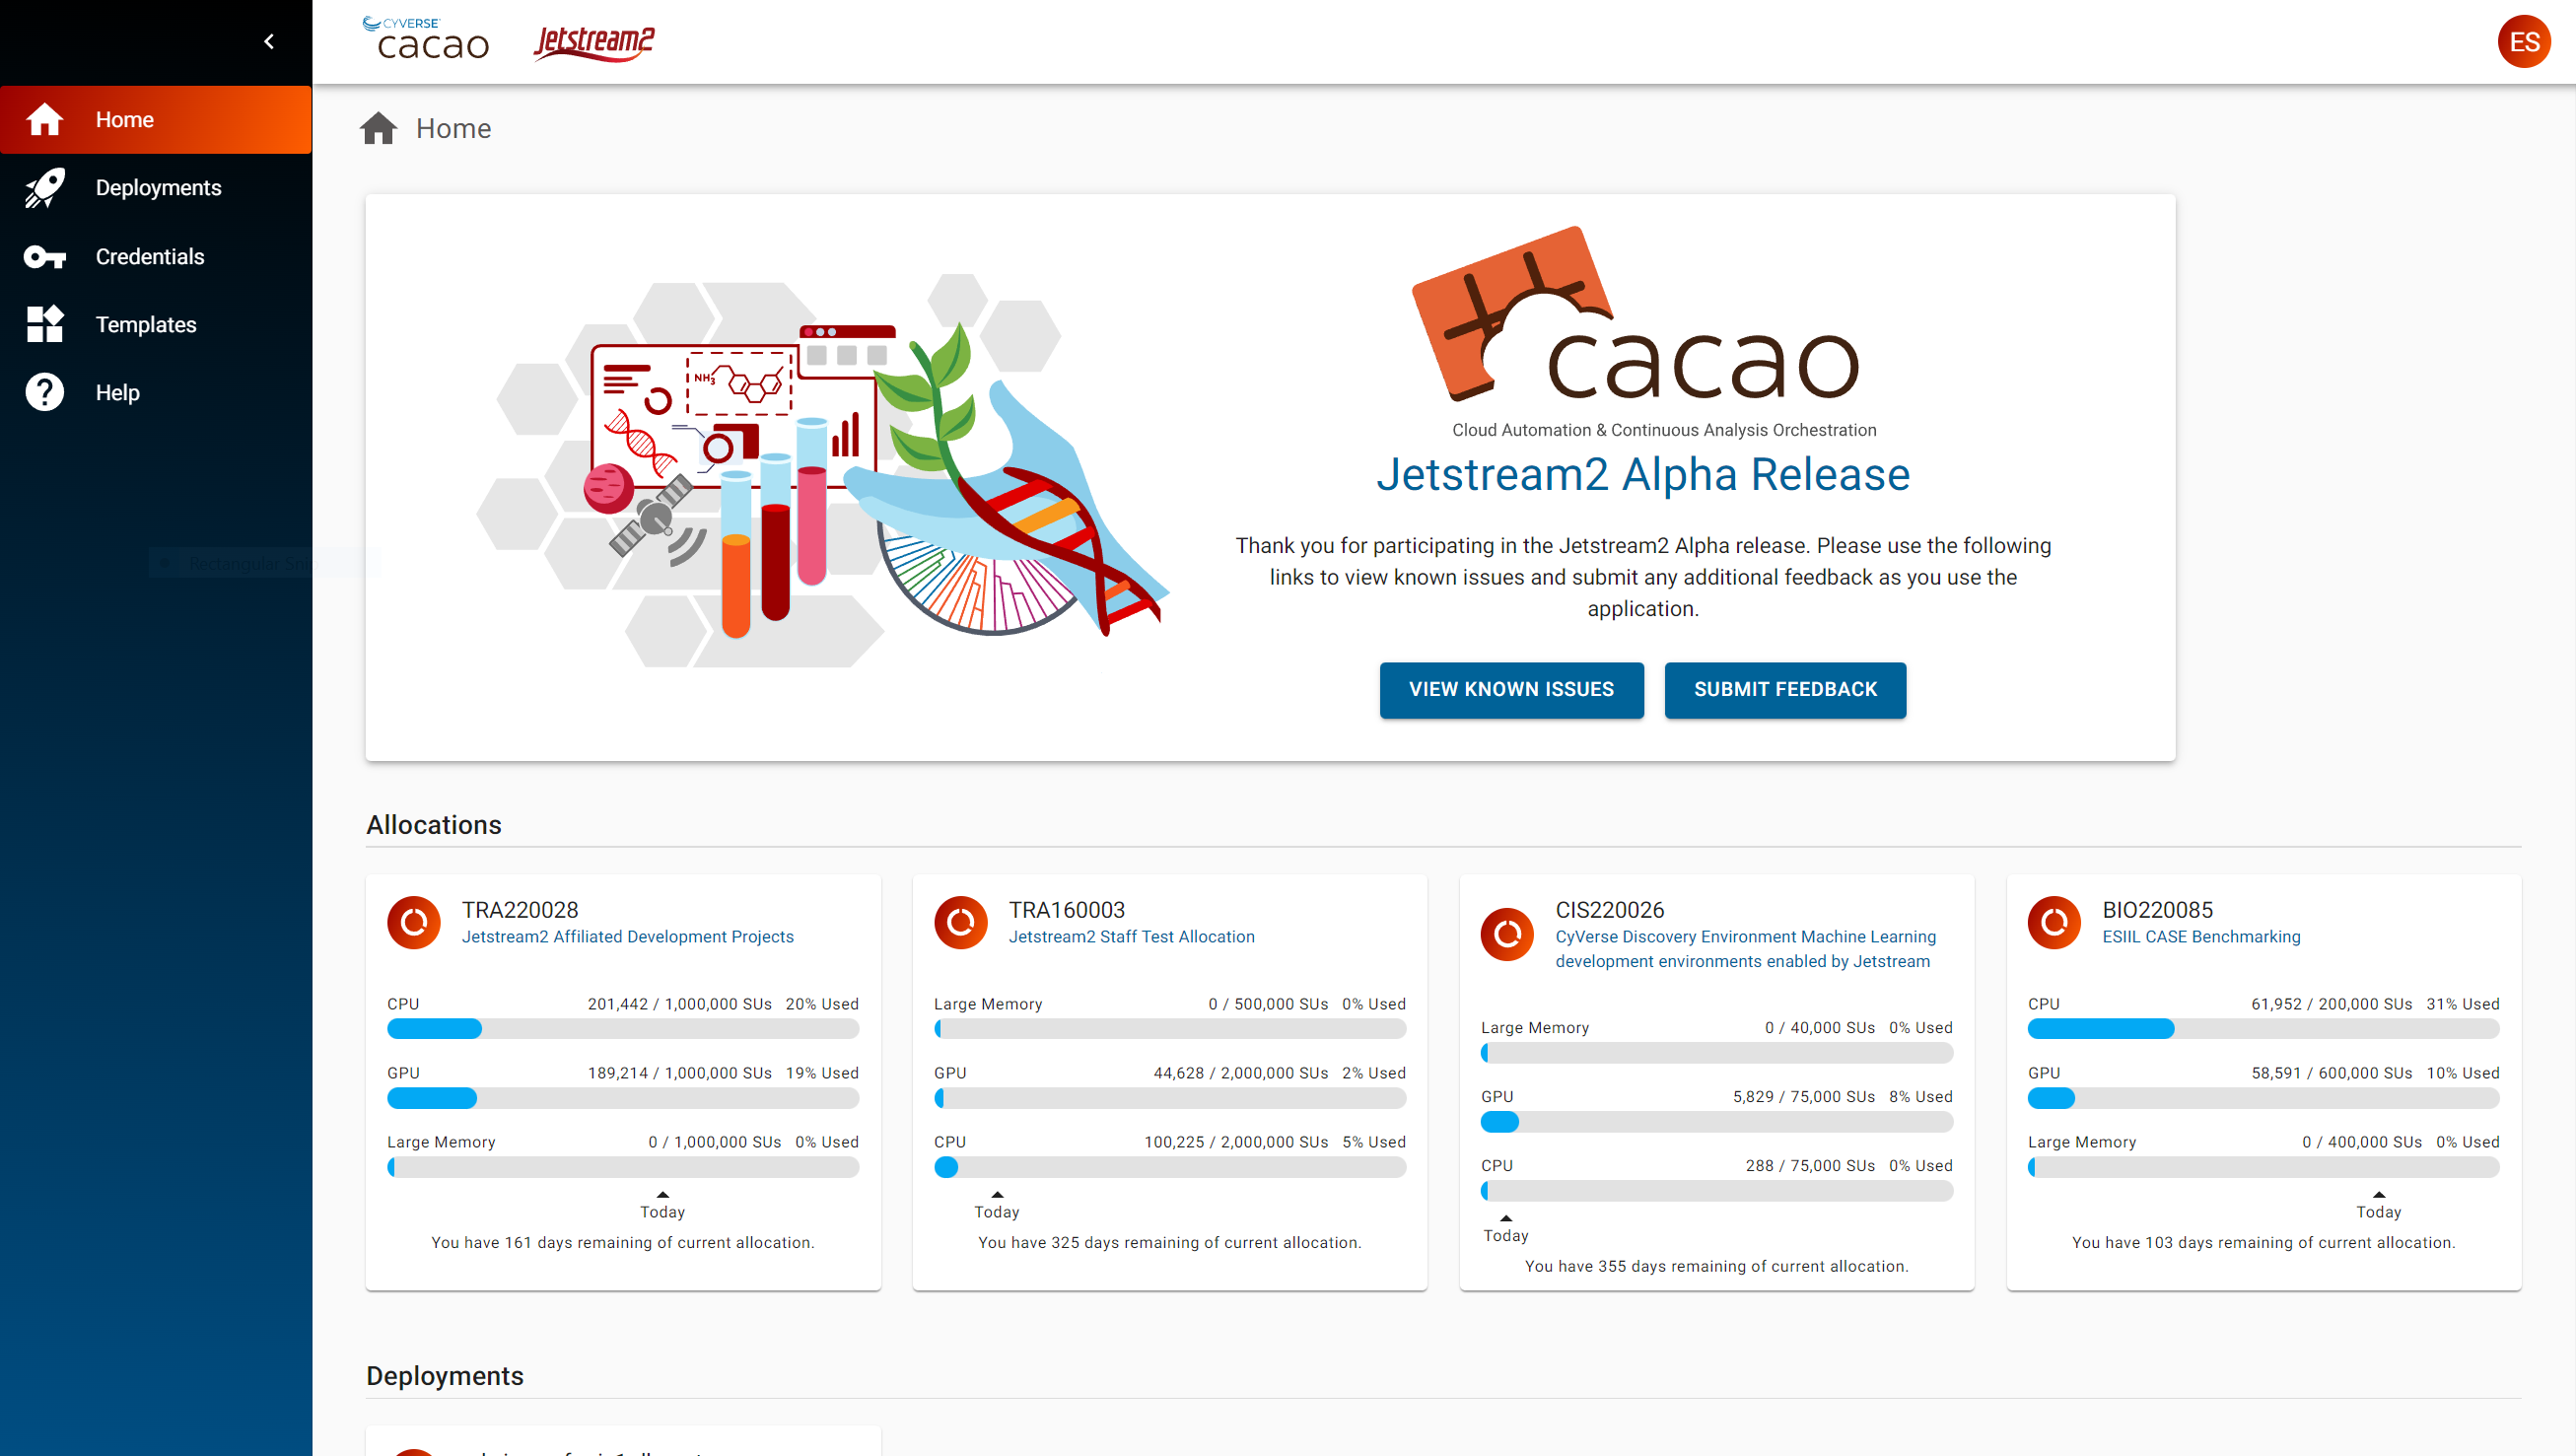 CYVERSE
cacao
Jetstream2
ES
Home
Deployments
Credentials
Templates
Help
Home
NH3
cacao
Cloud Automation & Continuous Analysis Orchestration
Jetstream2 Alpha Release
Thank you for participating in the Jetstream2 Alpha release. Please use the following
links to view known issues and submit any additional feedback as you use the
application.
VIEW KNOWN ISSUES
SUBMIT FEEDBACK
Rectangular
Allocations
TRA220028
Jetstream2 Affiliated Development Projects
CPU 201,442 / 1,000,000 SUs 20% Used
GPU 189,214 / 1,000,000 SUs 19% Used
Large Memory 0 / 1,000,000 SUs 0% Used
Today
You have 161 days remaining of current allocation.
TRA160003
Jetstream2 Staff Test Allocation
Large Memory 0 / 500,000 SUs 0% Used
GPU 44,628 / 2,000,000 SUs 2% Used
CPU 100,225 / 2,000,000 SUs 5% Used
Today
You have 325 days remaining of current allocation.
CIS220026
CyVerse Discovery Environment Machine Learning
development environments enabled by Jetstream
Large Memory 0 / 40,000 SUs 0% Used
GPU 5,829 / 75,000 SUs 8% Used
CPU 288 / 75,000 SUs 0% Used
Today
You have 355 days remaining of current allocation.
BIO220085
ESIIL CASE Benchmarking
CPU 61,952 / 200,000 SUs 31% Used
GPU 58,591 / 600,000 SUs 10% Used
Large Memory 0 / 400,000 SUs 0% Used
Today
You have 103 days remaining of current allocation.
Deployments